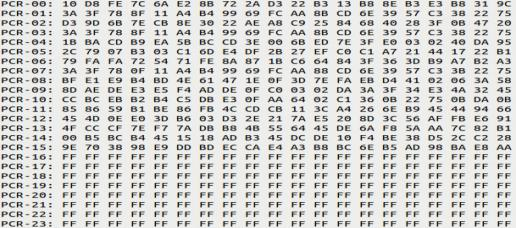 PCR-00: 10 D8 FE 7C 6A E2 8B 72 2A D3 22 B3 13 B8 8E B3 E3 B8 31 9C
PCR-01: 3A 3F 78 8F 11 A4 B4 99 69 FC AA 8B CD 6E 39 57 C3 3B 22 75
PCR-02: D3 9D 6B 7E CB 8E 30 22 AE A8 C9 25 84 68 40 2B 3F 0B 47 20
PCR-03: 3A 3F 78 8F 11 A4 B4 99 69 FC AA 8B CD 6E 39 57 C3 38 22 75
PCR-04: 1B BA CD B9 EA 5B BC CD 3E 00 6B ED 7E 3F E0 03 02 40 DA 95
PCR-05: 2C 79 07 B3 03 C1 6D E4 DF 2B 27 EF C0 C1 A7 21 44 17 22 B1
PCR-06: 79 FA FA 72 54 71 FE 8A 87 1B C6 64 84 3F 36 3D B9 A7 B2 A3
PCR-07: 3A 3F 78 0F 11 A4 B4 99 69 FC AA 88 CD 6E 39 57 C3 3B 22 75
PCR-08: BF E1 E9 B4 BD 4E 61 47 1E 0F 3D 7E FA EB D4 41 02 06 3A 58
PCR-09: 8D AE DE E3 E5 F4 AD DE 0F C0 03 02 DA 3A 3F 34 E3 4A 32 45
PCR-10: CC BC EB B2 B4 C5 DB E3 0F AA 64 02 C1 36 0B 22 75 0B DA 0B
PCR-11: 85 86 59 B1 BE 86 FB 4C CD CB 11 3C A4 26 6E B9 45 44 94 66
PCR-12: 45 4D 0E E0 3D B6 03 D3 2E 21 7A E5 20 8D 3C 56 AF FB E6 91
PCR-13: 4F CC CF 7E F7 7A DB B8 4B 55 64 45 DE 6A F8 5A AA 7C 82 B1
PCR-14: 00 B5 BC B4 45 15 18 AD B3 45 DC DE 10 F4 BE 38 D5 2C C2 28
PCR-15: 9E 70 38 98 E9 DD BD EC CA E4 A3 B8 BC 6E B5 AD 98 BA E8 AA
PCR-16: FF FF FF FF FF FF FF FF FF FF FF FF FF FF FF FF FF FF FF FF
PCR-17: FF FF FF FF FF FF FF FF FF FF FF FF FF FF FF FF FF FF FF FF
PCR-18: FF FF FF FF FF FF FF FF FF FF FF FF FF FF FF FF FF FF FF FF
PCR-19: FF FF FF FF FF FF FF FF FF FF FF FF FF FF FF FF FF FF FF FF
PCR-20: FF FF FF FF FF FF FF FF FF FF FF FF FF FF FF FF FF FF FF FF
PCR-21: FF FF FF FF FF FF FF FF FF FF FF FF FF FF FF FF FF FF FF FF
PCR-22: FF FF FF FF FF FF FF FF FF FF FF FF FF FF FF FF FF FF FF FF
PCR-23: FF FF FF FF FF FF FF FF FF FF FF FF FF FF FF FF FF FF FF FF